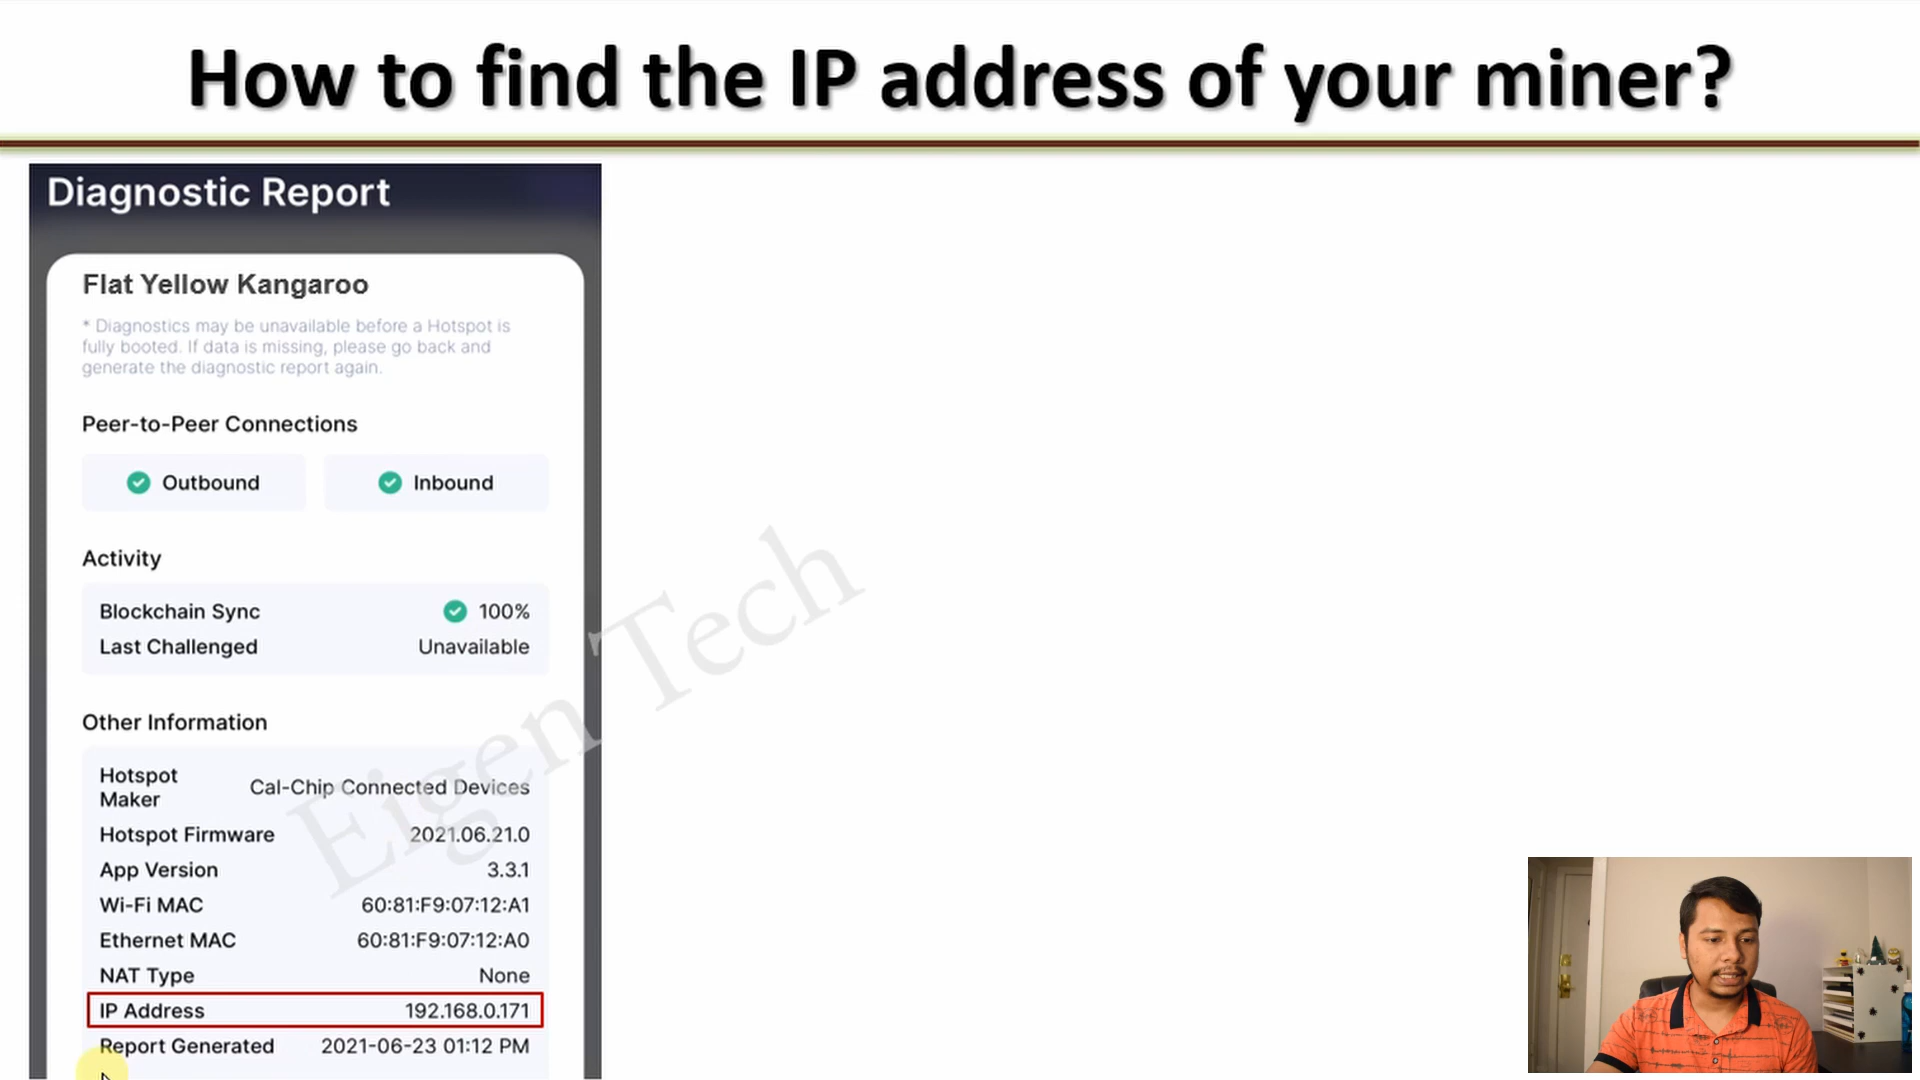 How to find the IP address of your miner?
Diagnostic Report
Flat Yellow Kangaroo
* Diagnostics may be unavailable before a Hotspot is
fully booted. If data is missing, please go back and
generate the diagnostic report again.
Peer-to-Peer Connections
Outbound Inbound
Activity
Blockchain Sync 100%
Last Challenged Unavailable
Other Information
Hotspot
Maker Cal-Chip Connected Devices
Hotspot Firmware 2021.06.21.0
App Version 3.3.1
Wi-Fi MAC 60:81:F9:07:12:A1
Ethernet MAC 60:81:F9:07:12:A0
NAT Type None
IP Address 192.168.0.171
Report Generated 2021-06-23 01:12 PM
Eigen Tech